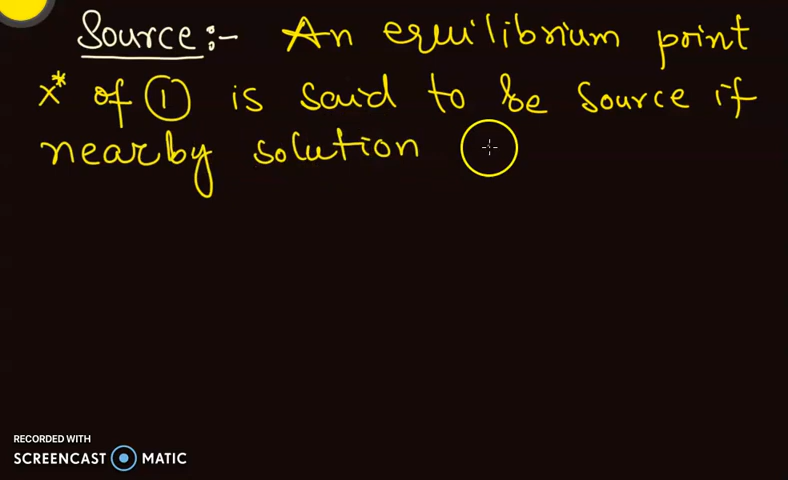 Source:- An equilibrium point
x* of ① is said to be source if
nearby solution
RECORDED WITH
SCREENCAST MATIC